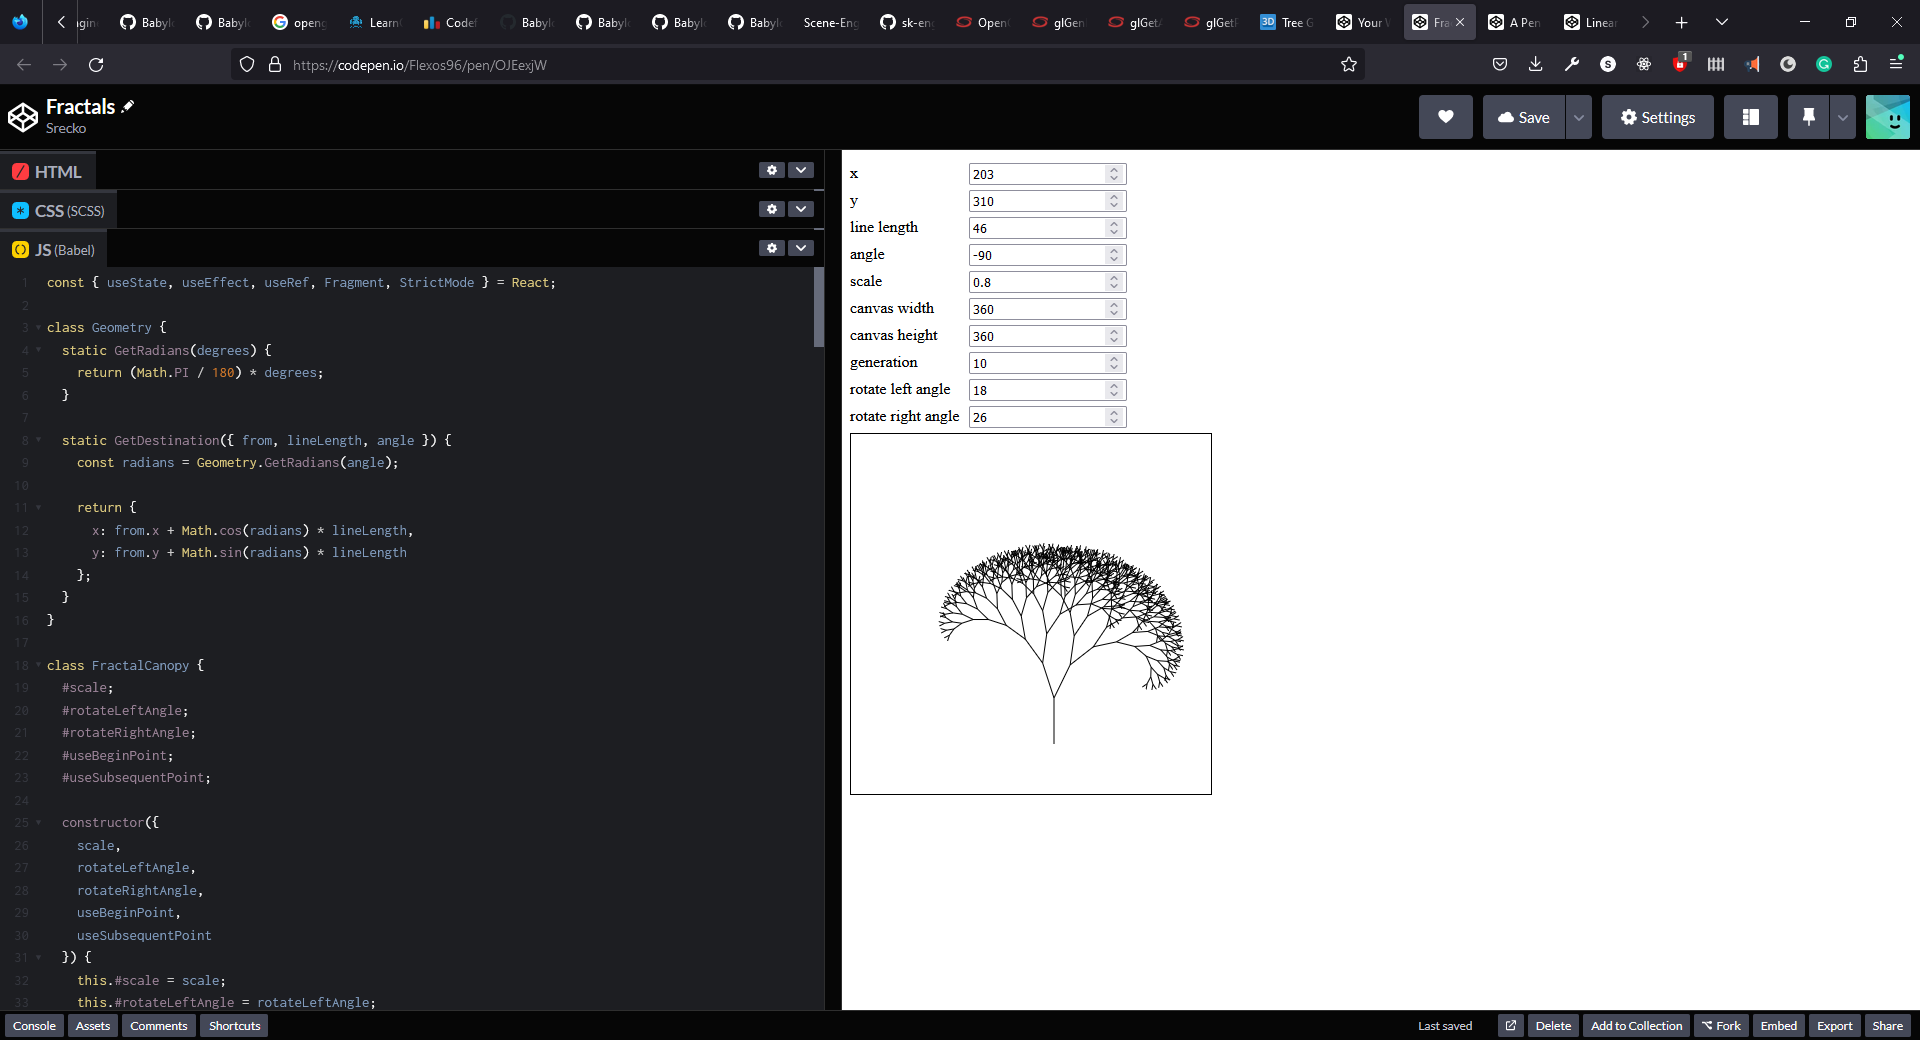 Babyl
Babyl
openg
Learn
Codef
Babyl
Babyl
Babyl
Babyl
Scene-Eng
sk-eng
Open
glGen
glGetA
3D
Tree G
Your W
Fra
A Pen
Linear
https://codepen.io/Flexos96/pen/OJEexjW
1
Fractals
Srecko
Save
Settings
HTML
CSS (SCSS)
JS (Babel)
1 const { useState, useEffect, useRef, Fragment, StrictMode } = React;
2
3 class Geometry {
4 static GetRadians(degrees) {
5 return (Math.PI / 180) * degrees;
6 }
7
8 static GetDestination({ from, lineLength, angle }) {
9 const radians = Geometry.GetRadians(angle);
10
11 return {
12 x: from.x + Math.cos(radians) * lineLength,
13 y: from.y + Math.sin(radians) * lineLength
14 };
15 }
16 }
17
18 class FractalCanopy {
19 #scale;
20 #rotateLeftAngle;
21 #rotateRightAngle;
22 #useBeginPoint;
23 #useSubsequentPoint;
24
25 constructor({
26 scale,
27 rotateLeftAngle,
28 rotateRightAngle,
29 useBeginPoint,
30 useSubsequentPoint
31 }) {
32 this.#scale = scale;
33 this.#rotateLeftAngle = rotateLeftAngle;
x 203
y 310
line length 46
angle -90
scale 0.8
canvas width 360
canvas height 360
generation 10
rotate left angle 18
rotate right angle 26
Console Assets Comments Shortcuts
Last saved Delete Add to Collection Fork Embed Export Share